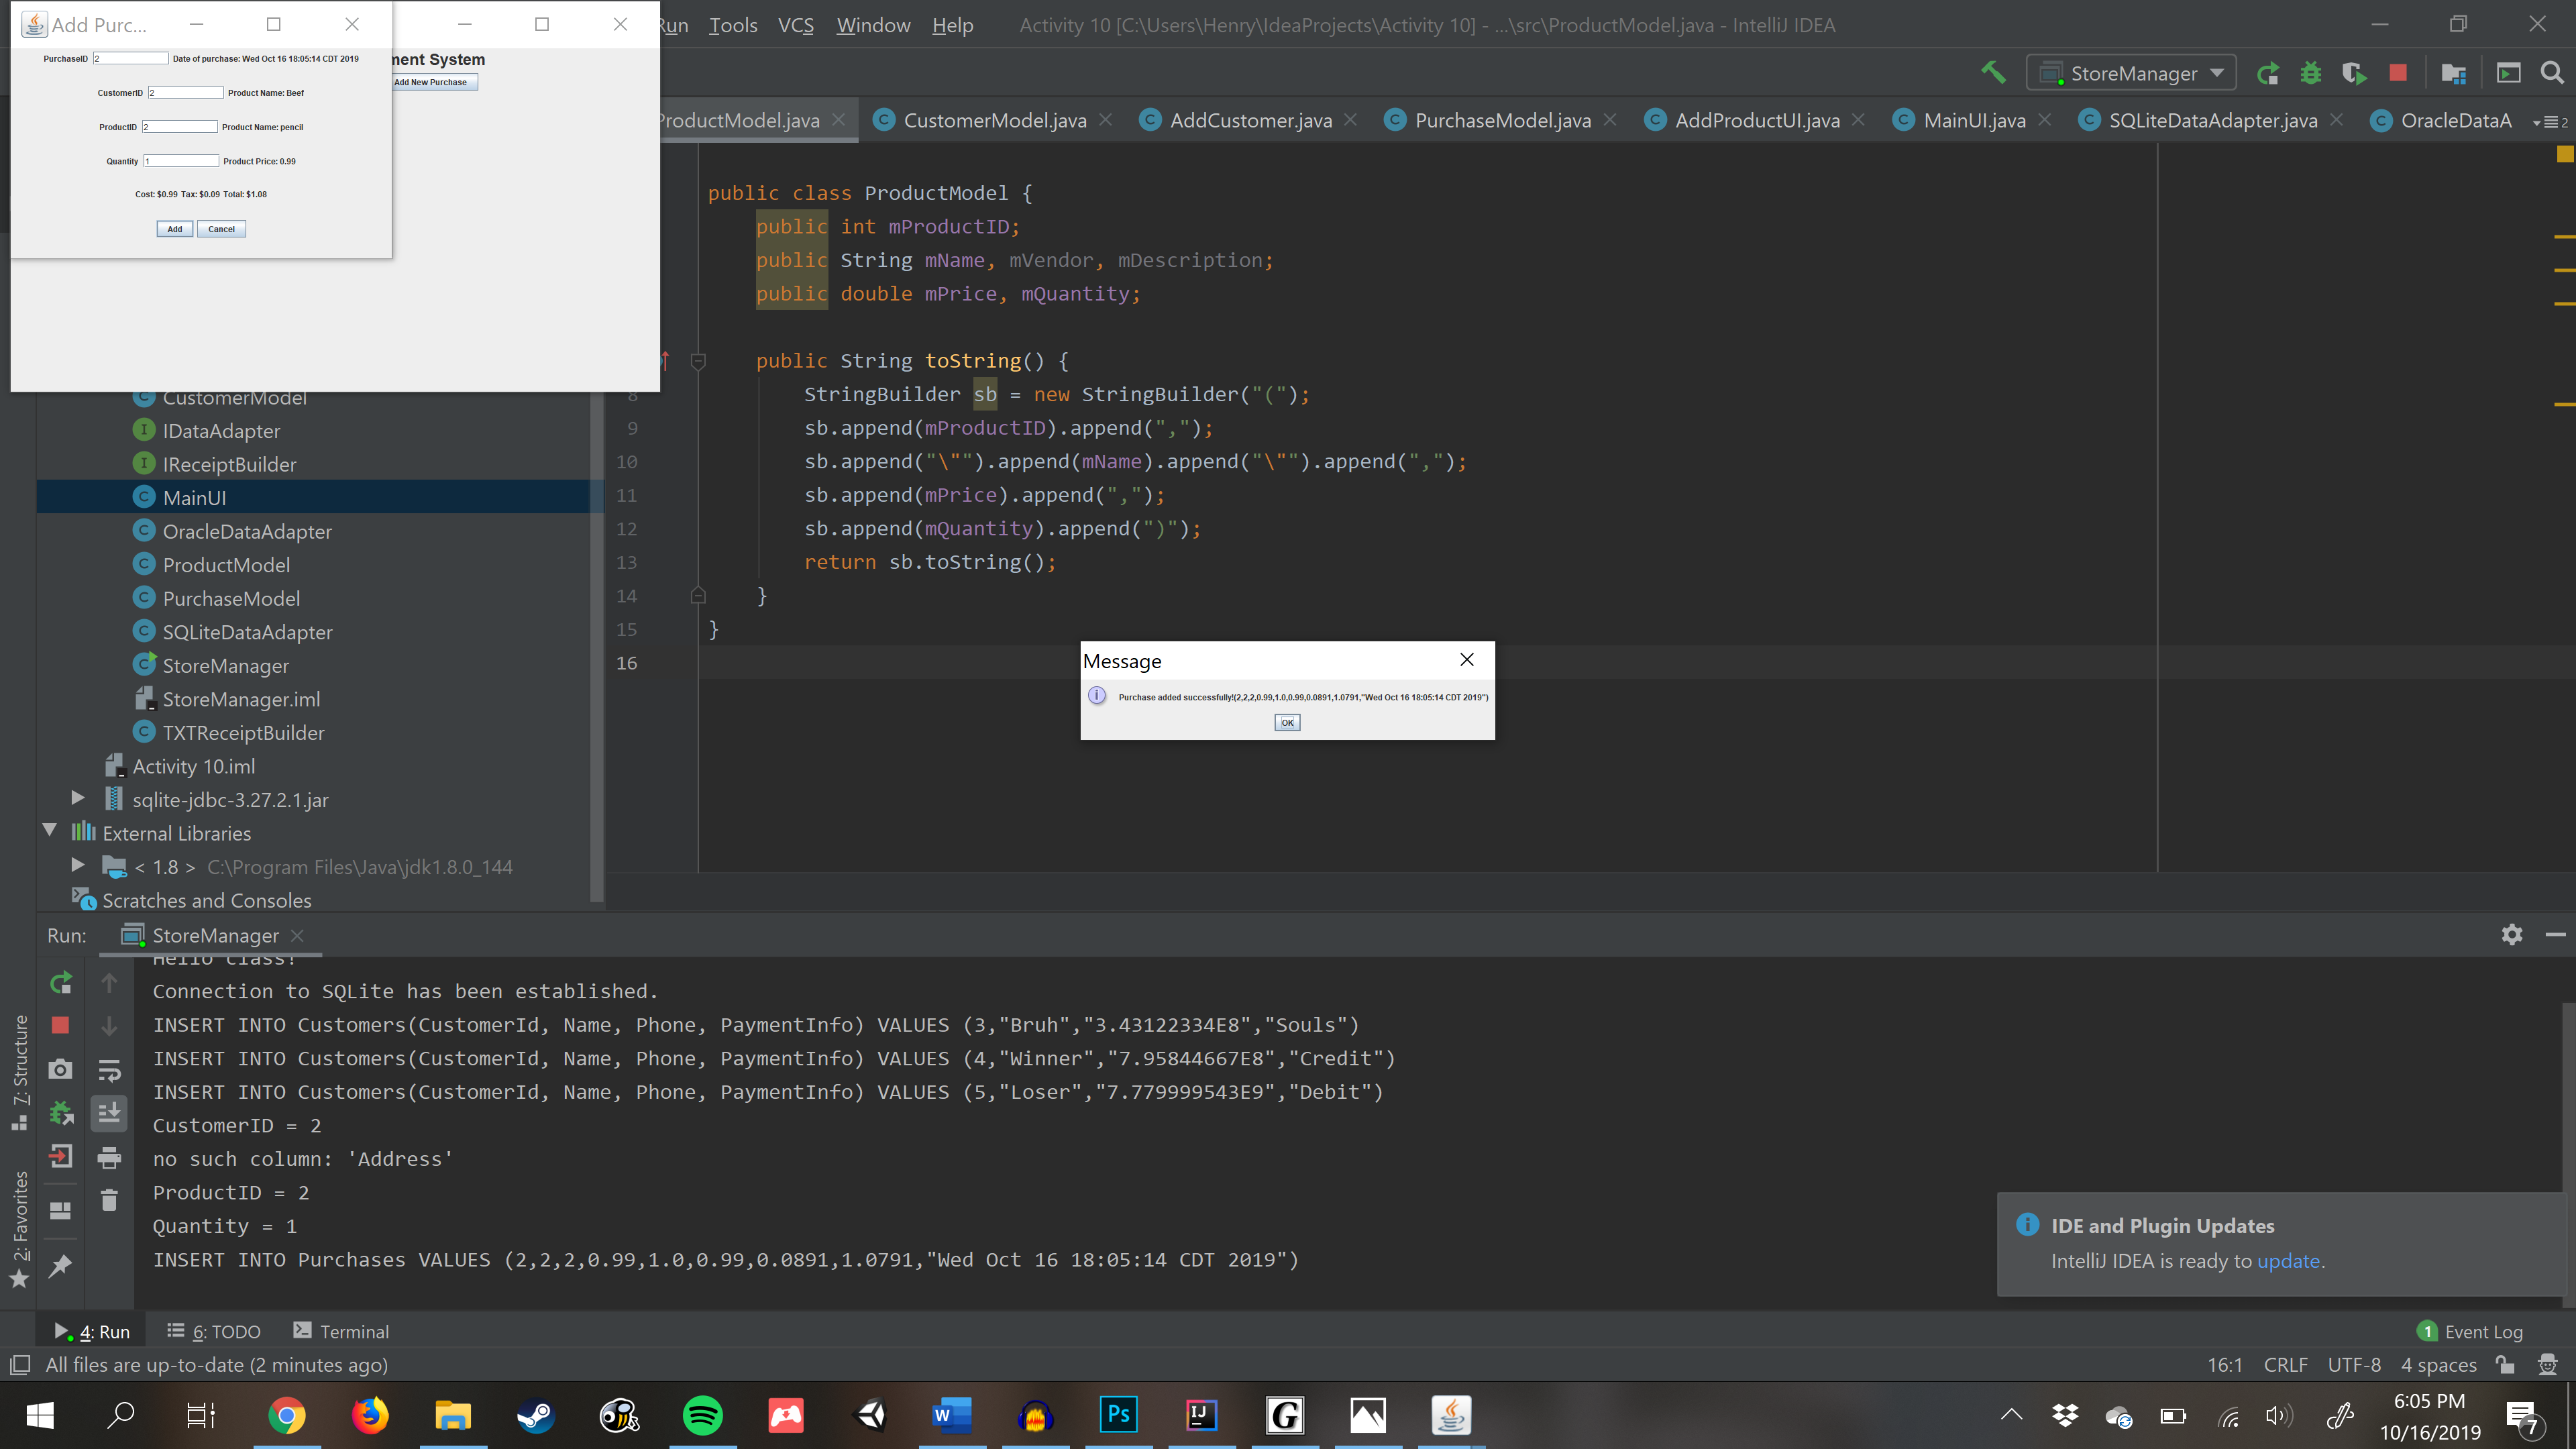 Add Purc...
PurchaseID 2 Date of purchase: Wed Oct 16 18:05:14 CDT 2019
CustomerID 2 Product Name: Beef
ProductID 2 Product Name: pencil
Quantity 1 Product Price: 0.99
Cost: $0.99 Tax: $0.09 Total: $1.08
Add Cancel
ment System
Add New Purchase
Run Tools VCS Window Help Activity 10 [C:\Users\Henry\IdeaProjects\Activity 10] - ...\src\ProductModel.java - IntelliJ IDEA
StoreManager
ProductModel.java CustomerModel.java AddCustomer.java PurchaseModel.java AddProductUI.java MainUI.java SQLiteDataAdapter.java OracleDataA 2
CustomerModel
IDataAdapter
IReceiptBuilder
MainUI
OracleDataAdapter
ProductModel
PurchaseModel
SQLiteDataAdapter
StoreManager
StoreManager.iml
TXTReceiptBuilder
Activity 10.iml
sqlite-jdbc-3.27.2.1.jar
External Libraries
< 1.8 > C:\Program Files\Java\jdk1.8.0_144
Scratches and Consoles
public class ProductModel {
public int mProductID;
public String mName, mVendor, mDescription;
public double mPrice, mQuantity;
public String toString() {
8 StringBuilder sb = new StringBuilder("(");
9 sb.append(mProductID).append(",");
10 sb.append("\"").append(mName).append("\"").append(",");
11 sb.append(mPrice).append(",");
12 sb.append(mQuantity).append(")");
13 return sb.toString();
14 }
15 }
16
Message
Purchase added successfully!(2,2,2,0.99,1.0,0.99,0.0891,1.0791,"Wed Oct 16 18:05:14 CDT 2019")
OK
Run: StoreManager
Hello class!
Connection to SQLite has been established.
INSERT INTO Customers(CustomerId, Name, Phone, PaymentInfo) VALUES (3,"Bruh","3.43122334E8","Souls")
INSERT INTO Customers(CustomerId, Name, Phone, PaymentInfo) VALUES (4,"Winner","7.95844667E8","Credit")
INSERT INTO Customers(CustomerId, Name, Phone, PaymentInfo) VALUES (5,"Loser","7.779999543E9","Debit")
CustomerID = 2
no such column: 'Address'
ProductID = 2
Quantity = 1
INSERT INTO Purchases VALUES (2,2,2,0.99,1.0,0.99,0.0891,1.0791,"Wed Oct 16 18:05:14 CDT 2019")
7: Structure
2: Favorites
IDE and Plugin Updates
IntelliJ IDEA is ready to update.
4: Run 6: TODO Terminal
1 Event Log
All files are up-to-date (2 minutes ago)
16:1 CRLF UTF-8 4 spaces
W Ps IJ G
6:05 PM
10/16/2019
7